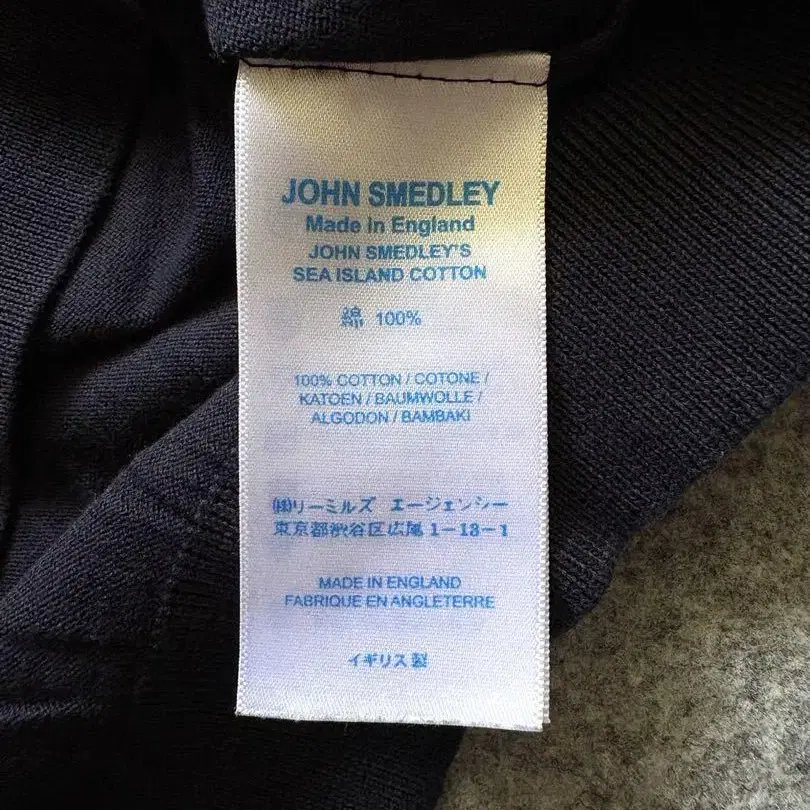 JOHN SMEDLEY
Made in England
JOHN SMEDLEY'S
SEA ISLAND COTTON
綿 100%
100% COTTON / COTONE /
KATOEN / BAUMWOLLE /
ALGODON / BAMBAKI
㈱リーミルズ エージェンシー
東京都渋谷区広尾 1-13-1
MADE IN ENGLAND
FABRIQUE EN ANGLETERRE
イギリス製